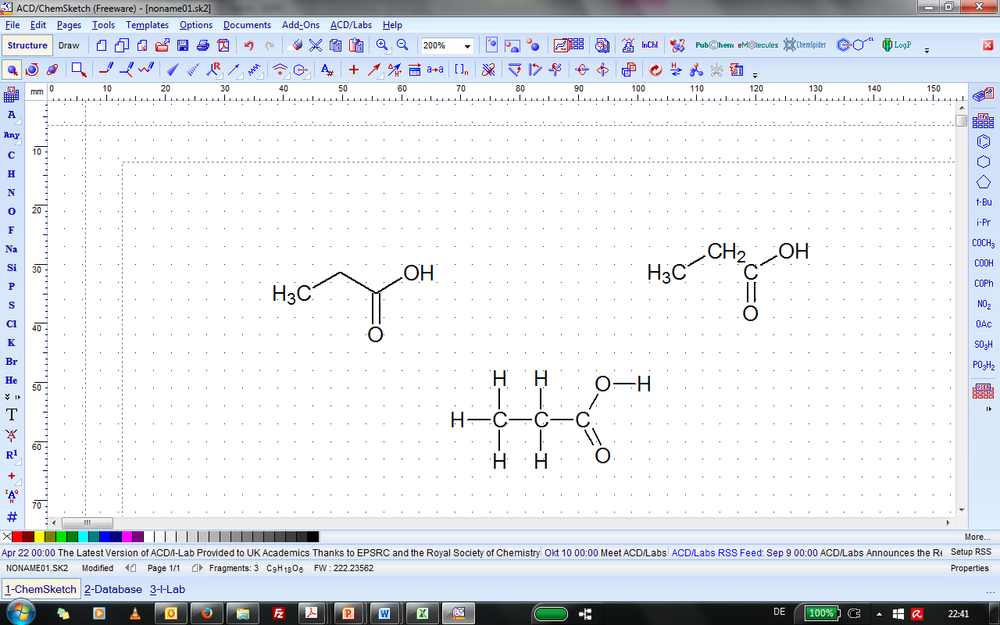 ACD/ChemSketch (Freeware) - [noname01.sk2]
File Edit Pages Tools Templates Options Documents Add-Ons ACD/Labs Help
Structure Draw 200% InChI PubChem eMolecules ChemSpider CL LogP
R A# H+ a→a [ ]n H
mm 0 10 20 30 40 50 60 70 80 90 100 110 120 130 140 150
10
20
30
40
50
60
70
A
Any
C
H
N
O
F
Na
Si
P
S
Cl
K
Br
He
T
A
R1
+
#
CF3
t-Bu
i-Pr
COCH3
COOH
COPh
NO2
OAc
SO3H
PO3H2
USER
H3C OH
O
H3C CH2 C OH
O
H H O H
H C C C
H H O
More...
Apr 22 00:00 The Latest Version of ACD/I-Lab Provided to UK Academics Thanks to EPSRC and the Royal Society of Chemistry Okt 10 00:00 Meet ACD/Labs ACD/Labs RSS Feed: Sep 9 00:00 ACD/Labs Announces the Re Setup RSS
NONAME01.SK2 Modified Page 1/1 Fragments: 3 C9H18O6 FW : 222.23562 Properties
1-ChemSketch 2-Database 3-I-Lab ...
DE 100% 22:41